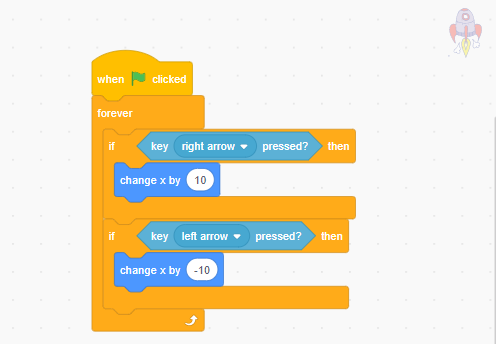 when clicked
forever
if key right arrow pressed? then
change x by 10
if key left arrow pressed? then
change x by -10